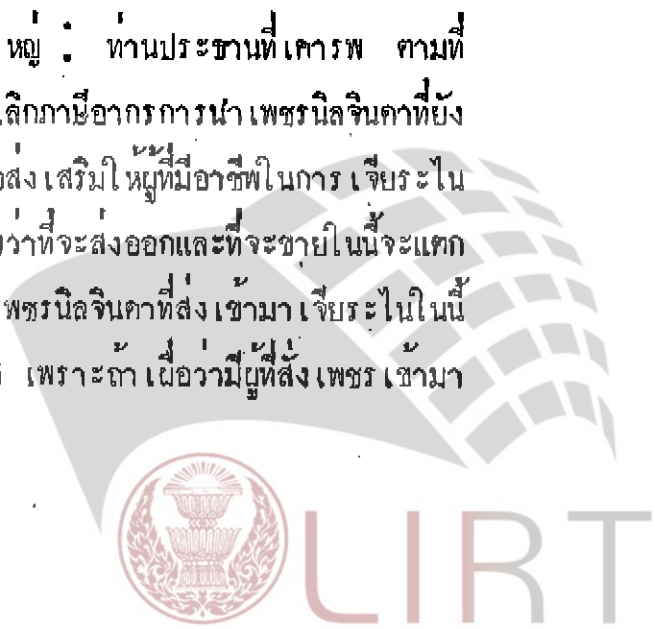 หญ่ : ท่านประธานที่เคารพ ตามที่
ลิกภาษีอากรการนำเพชรนิลจินดาที่ยัง
ส่งเสริมให้ผู้ที่มีอาชีพในการเจียระไน
ว่าที่จะส่งออกและที่จะขายในนี้จะแตก
พชรนิลจินดาที่ส่งเข้ามาเจียระไนในนี้
เพราะถ้าเผื่อว่ามีผู้ที่สั่งเพชรเข้ามา
LIRT